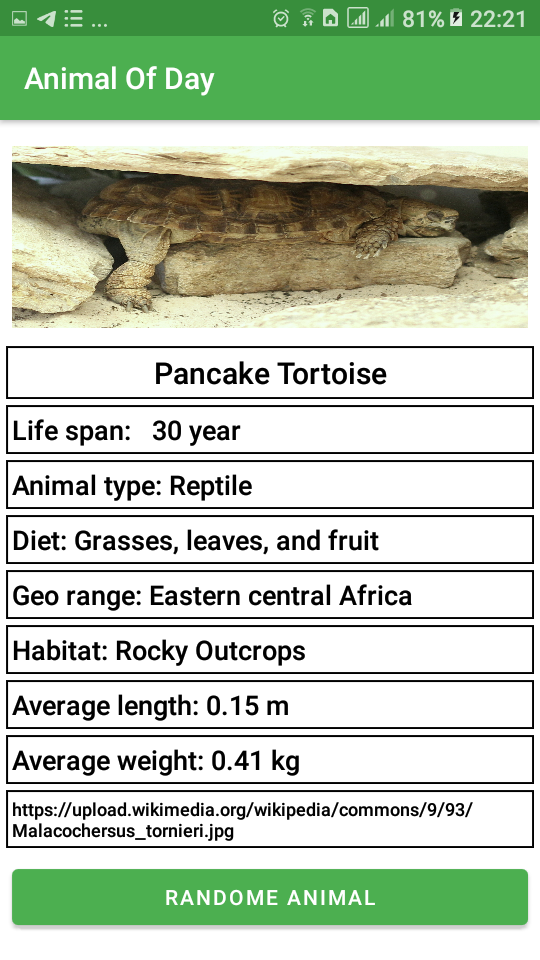 ... 81% 22:21
Animal Of Day
Pancake Tortoise
Life span: 30 year
Animal type: Reptile
Diet: Grasses, leaves, and fruit
Geo range: Eastern central Africa
Habitat: Rocky Outcrops
Average length: 0.15 m
Average weight: 0.41 kg
https://upload.wikimedia.org/wikipedia/commons/9/93/
Malacochersus_tornieri.jpg
RANDOME ANIMAL